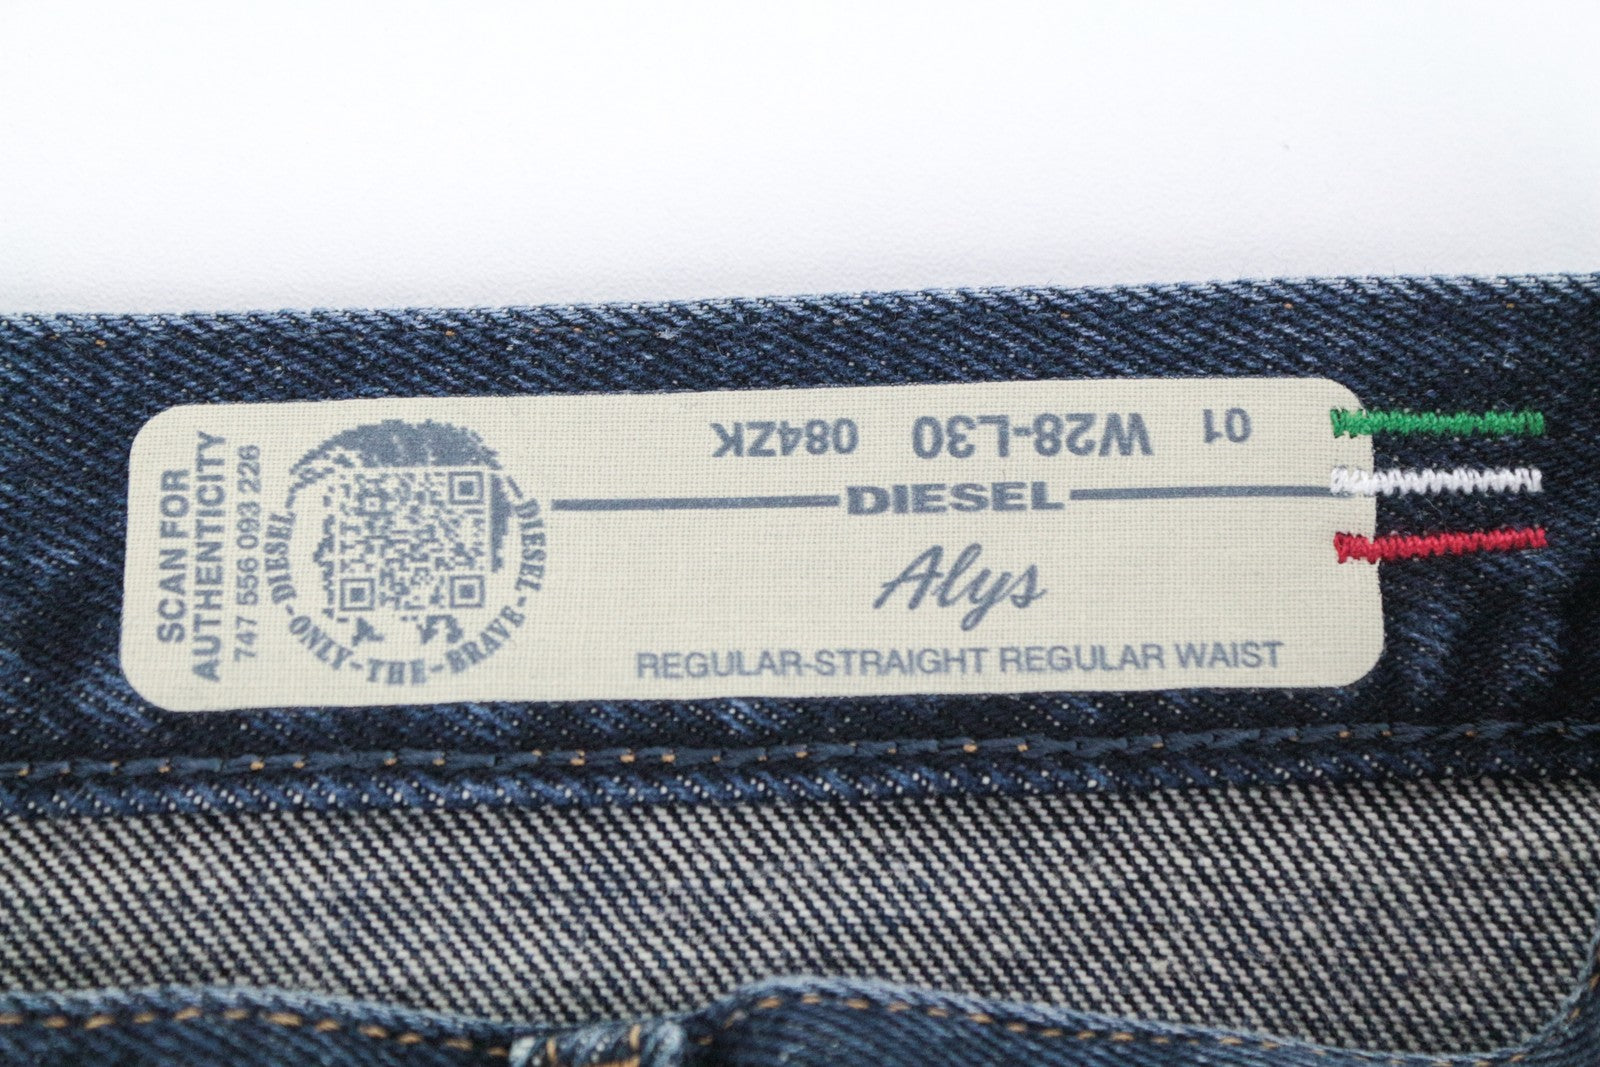 SCAN FOR
AUTHENTICITY
747 556 093 226
DIESEL-ONLY-THE-BRAVE-DIESEL
01 W28-L30 084ZK
DIESEL
Alys
REGULAR-STRAIGHT REGULAR WAIST